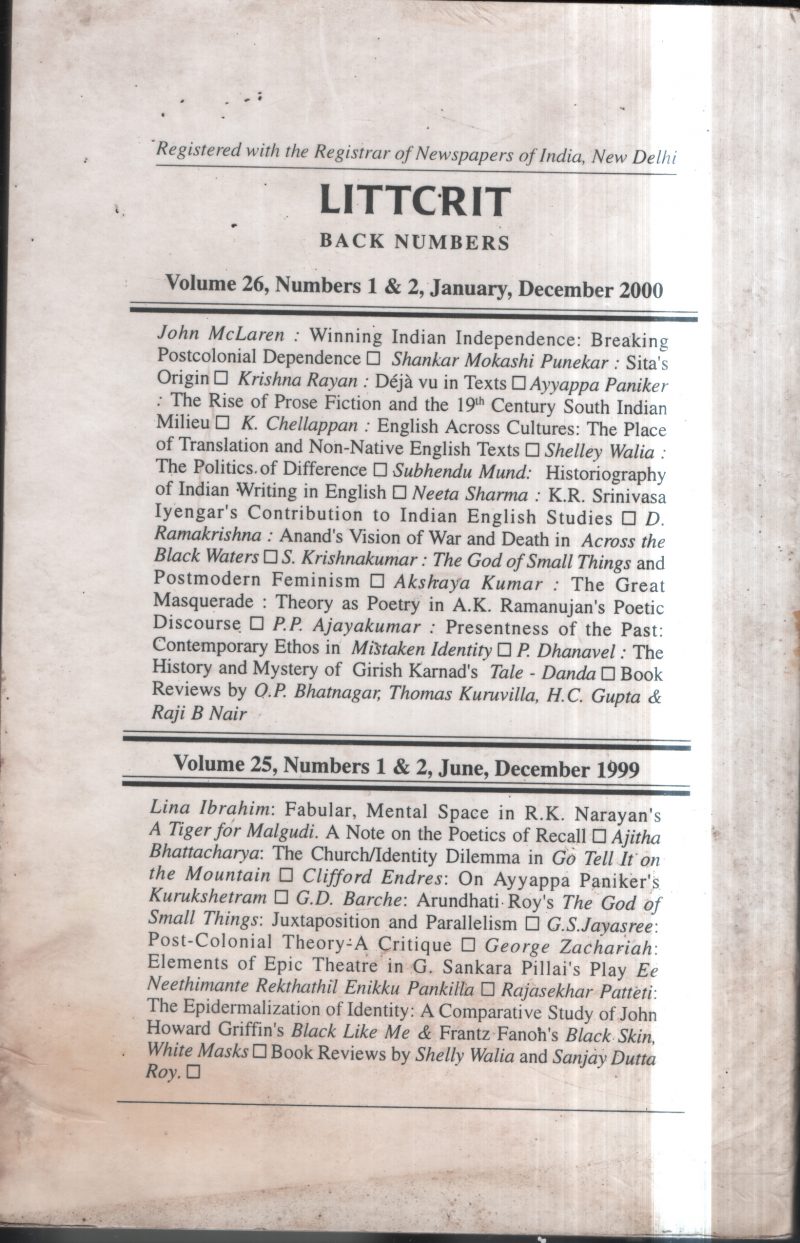 Registered with the Registrar of Newspapers of India, New Delhi
LITTCRIT
BACK NUMBERS
Volume 26, Numbers 1 & 2, January, December 2000
John McLaren : Winning Indian Independence: Breaking
Postcolonial Dependence □ Shankar Mokashi Punekar : Sita's
Origin □ Krishna Rayan : Déjà vu in Texts □ Ayyappa Paniker
: The Rise of Prose Fiction and the 19th Century South Indian
Milieu □ K. Chellappan : English Across Cultures: The Place
of Translation and Non-Native English Texts □ Shelley Walia :
The Politics of Difference □ Subhendu Mund: Historiography
of Indian Writing in English □ Neeta Sharma : K.R. Srinivasa
Iyengar's Contribution to Indian English Studies □ D.
Ramakrishna : Anand's Vision of War and Death in Across the
Black Waters □ S. Krishnakumar : The God of Small Things and
Postmodern Feminism □ Akshaya Kumar : The Great
Masquerade : Theory as Poetry in A.K. Ramanujan's Poetic
Discourse □ P.P. Ajayakumar : Presentness of the Past:
Contemporary Ethos in Mistaken Identity □ P. Dhanavel : The
History and Mystery of Girish Karnad's Tale - Danda □ Book
Reviews by O.P. Bhatnagar, Thomas Kuruvilla, H.C. Gupta &
Raji B Nair
Volume 25, Numbers 1 & 2, June, December 1999
Lina Ibrahim: Fabular, Mental Space in R.K. Narayan's
A Tiger for Malgudi. A Note on the Poetics of Recall □ Ajitha
Bhattacharya: The Church/Identity Dilemma in Go Tell It on
the Mountain □ Clifford Endres: On Ayyappa Paniker's
Kurukshetram □ G.D. Barche: Arundhati Roy's The God of
Small Things: Juxtaposition and Parallelism □ G.S.Jayasree:
Post-Colonial Theory-A Critique □ George Zachariah:
Elements of Epic Theatre in G. Sankara Pillai's Play Ee
Neethimante Rekthathil Enikku Pankilla □ Rajasekhar Patteti:
The Epidermalization of Identity: A Comparative Study of John
Howard Griffin's Black Like Me & Frantz Fanoh's Black Skin,
White Masks □ Book Reviews by Shelly Walia and Sanjay Dutta
Roy. □